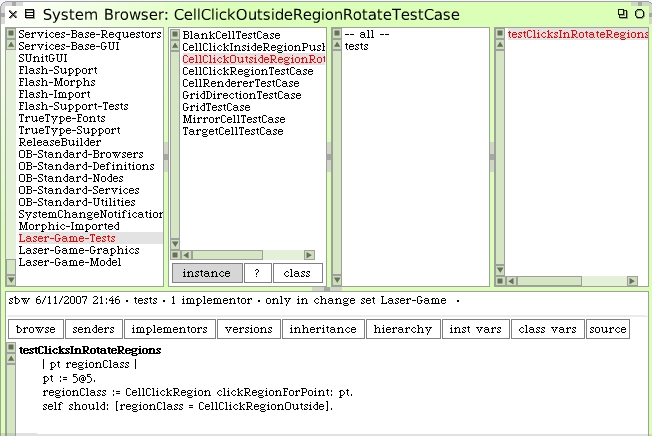 System Browser: CellClickOutsideRegionRotateTestCase
Services-Base-Requestors
Services-Base-GUI
SUnitGUI
Flash-Support
Flash-Morphs
Flash-Import
Flash-Support-Tests
TrueType-Fonts
TrueType-Support
ReleaseBuilder
OB-Standard-Browsers
OB-Standard-Definitions
OB-Standard-Nodes
OB-Standard-Services
OB-Standard-Utilities
SystemChangeNotification
Morphic-Imported
Laser-Game-Tests
Laser-Game-Graphics
Laser-Game-Model
BlankCellTestCase
CellClickInsideRegionPush
CellClickOutsideRegionRot
CellClickRegionTestCase
CellRendererTestCase
GridDirectionTestCase
GridTestCase
MirrorCellTestCase
TargetCellTestCase
instance ? class
-- all --
tests
testClicksInRotateRegions
sbw 6/11/2007 21:46 · tests · 1 implementor · only in change set Laser-Game ·
browse senders implementors versions inheritance hierarchy inst vars class vars source
testClicksInRotateRegions
| pt regionClass |
pt := 5@5.
regionClass := CellClickRegion clickRegionForPoint: pt.
self should: [regionClass = CellClickRegionOutside].